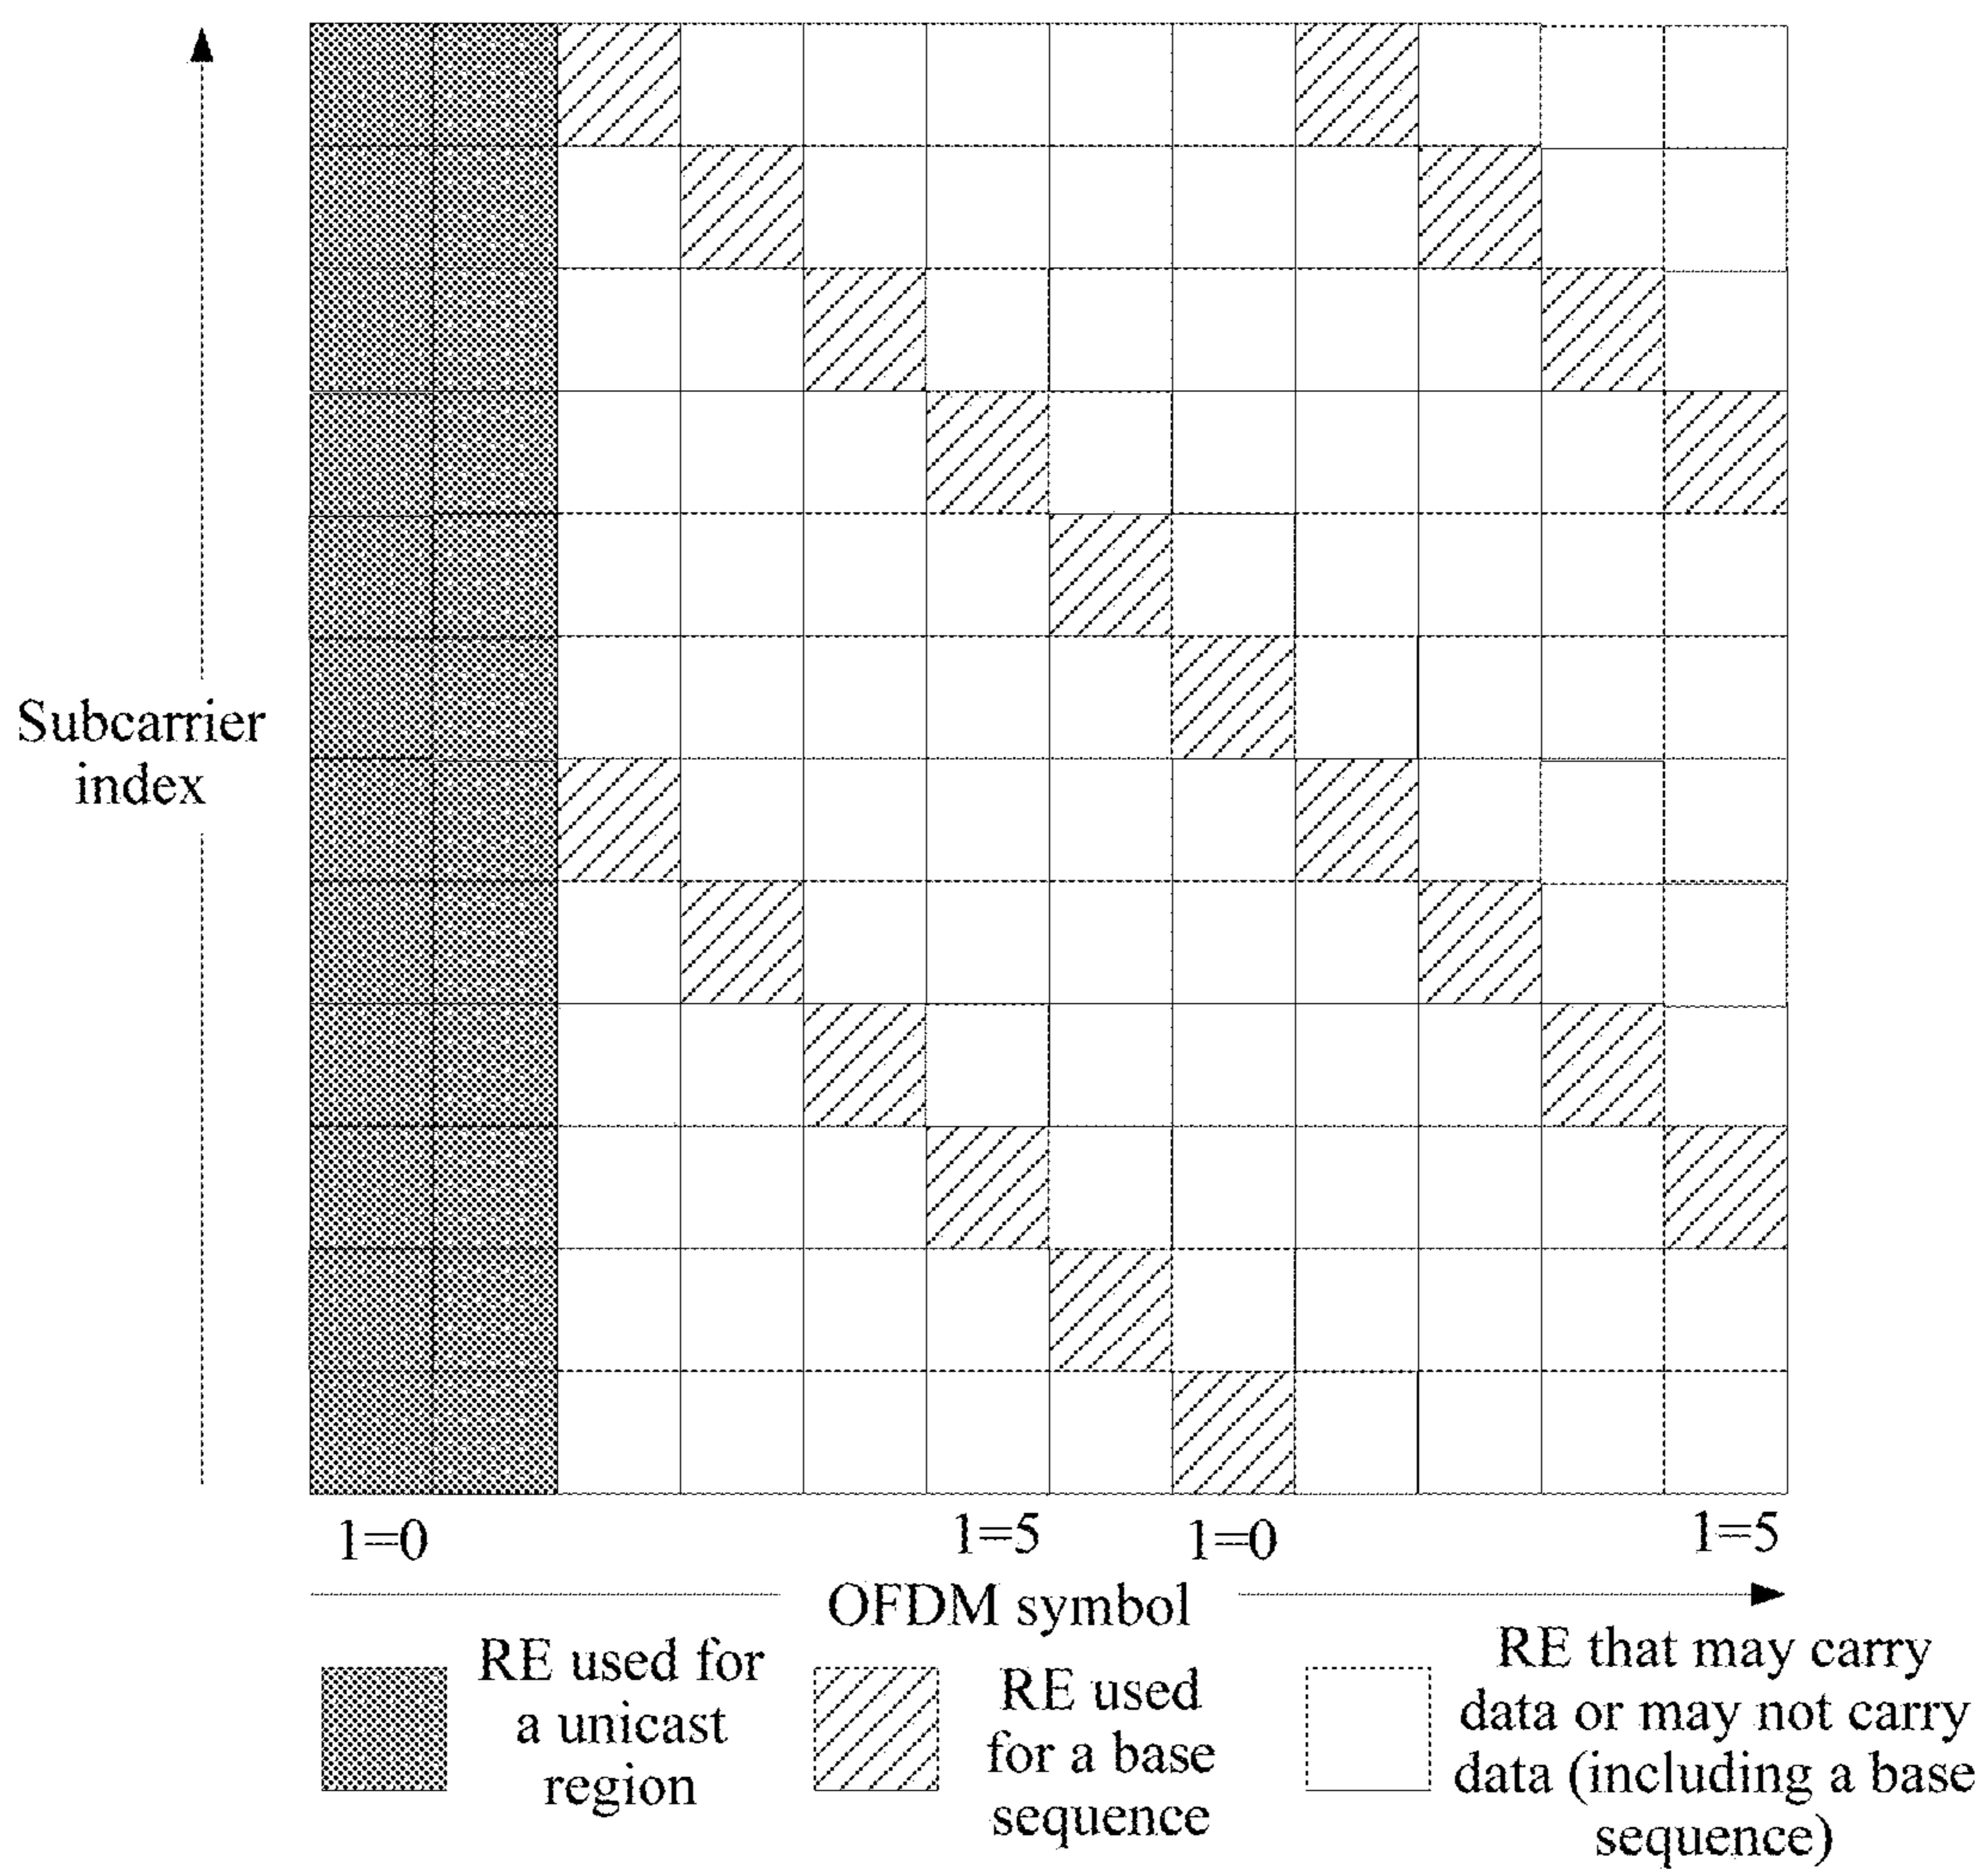 Subcarrier
index
1=0
1=5
1=0
1=5
OFDM symbol
RE used for
a unicast
region
RE used
for a base
sequence
RE that may carry
data or may not carry
data (including a base
sequence)